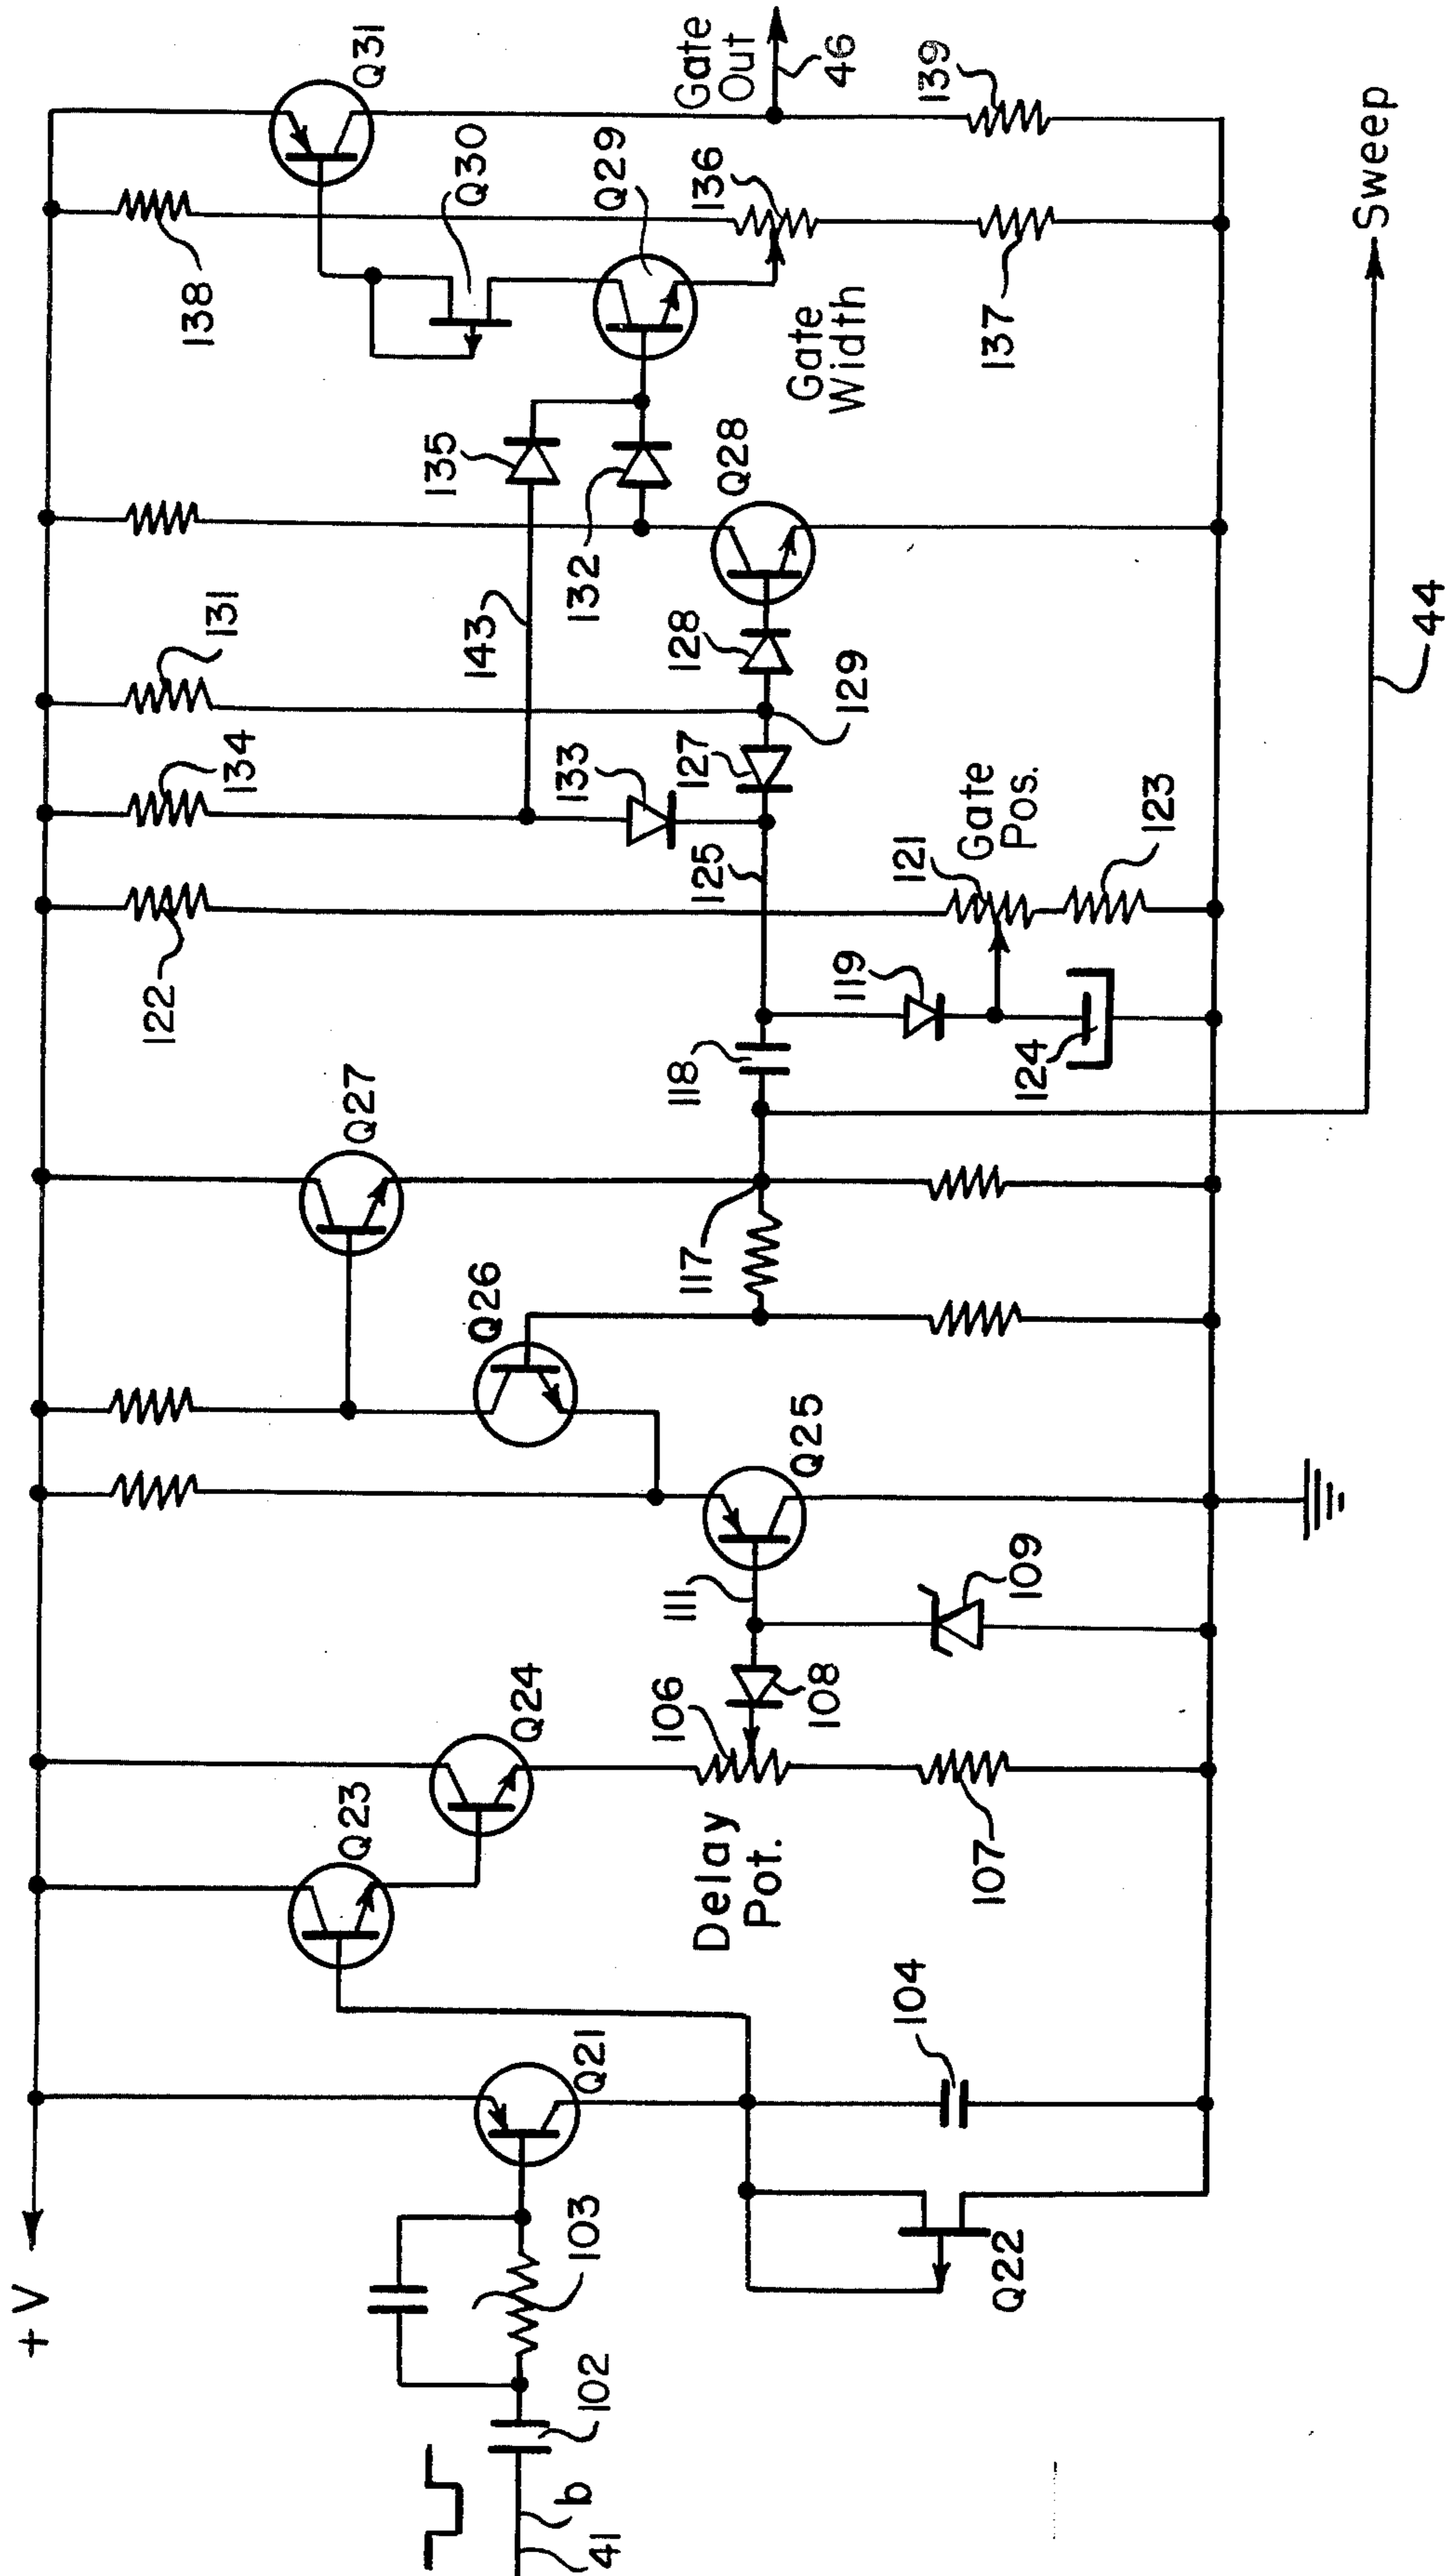 + V
41
b
102
103
Q21
Q22
104
Q23
Q24
Delay
Pot.
106
107
108
109
111
Q25
Q26
Q27
117
118
119
124
122
125
121
Gate
Pos.
123
134
133
127
131
129
128
143
132
135
Q28
Gate
Width
138
Q30
Q29
136
137
Q31
Gate
Out
46
139
Sweep
44